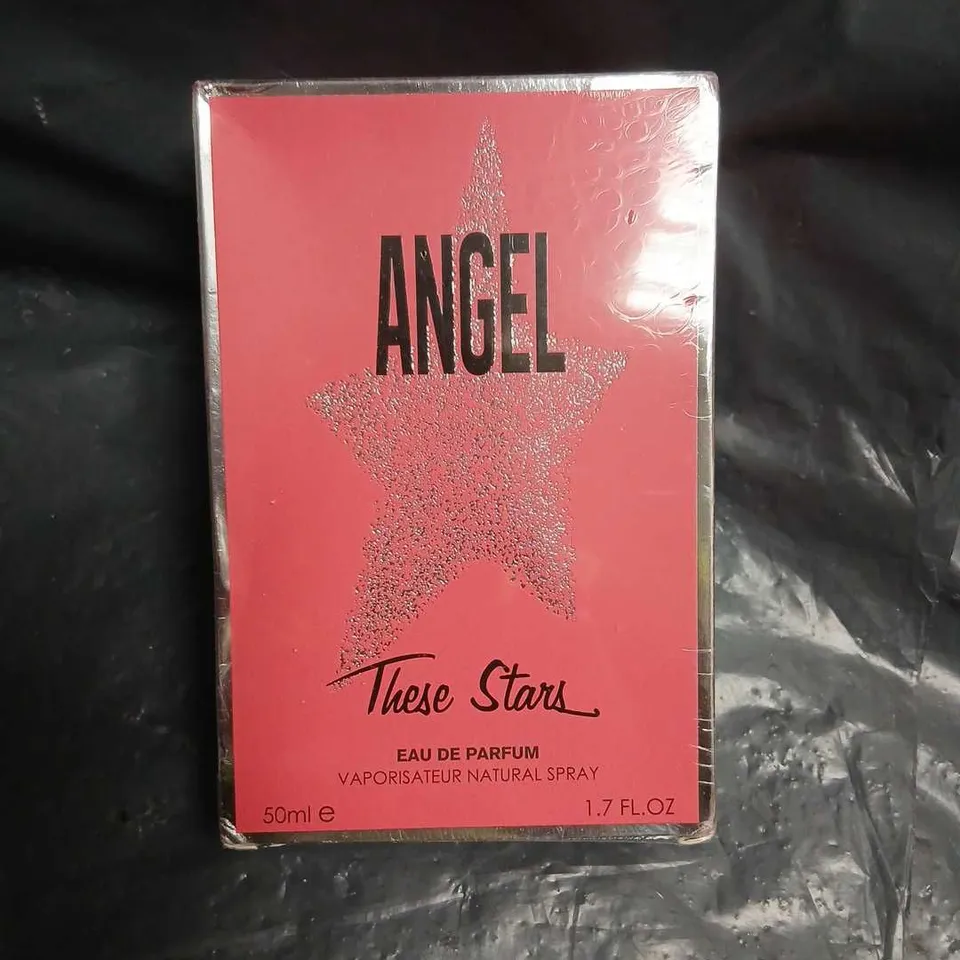 ANGEL
These Stars
EAU DE PARFUM
VAPORISATEUR NATURAL SPRAY
50ml e 1.7 FL.OZ